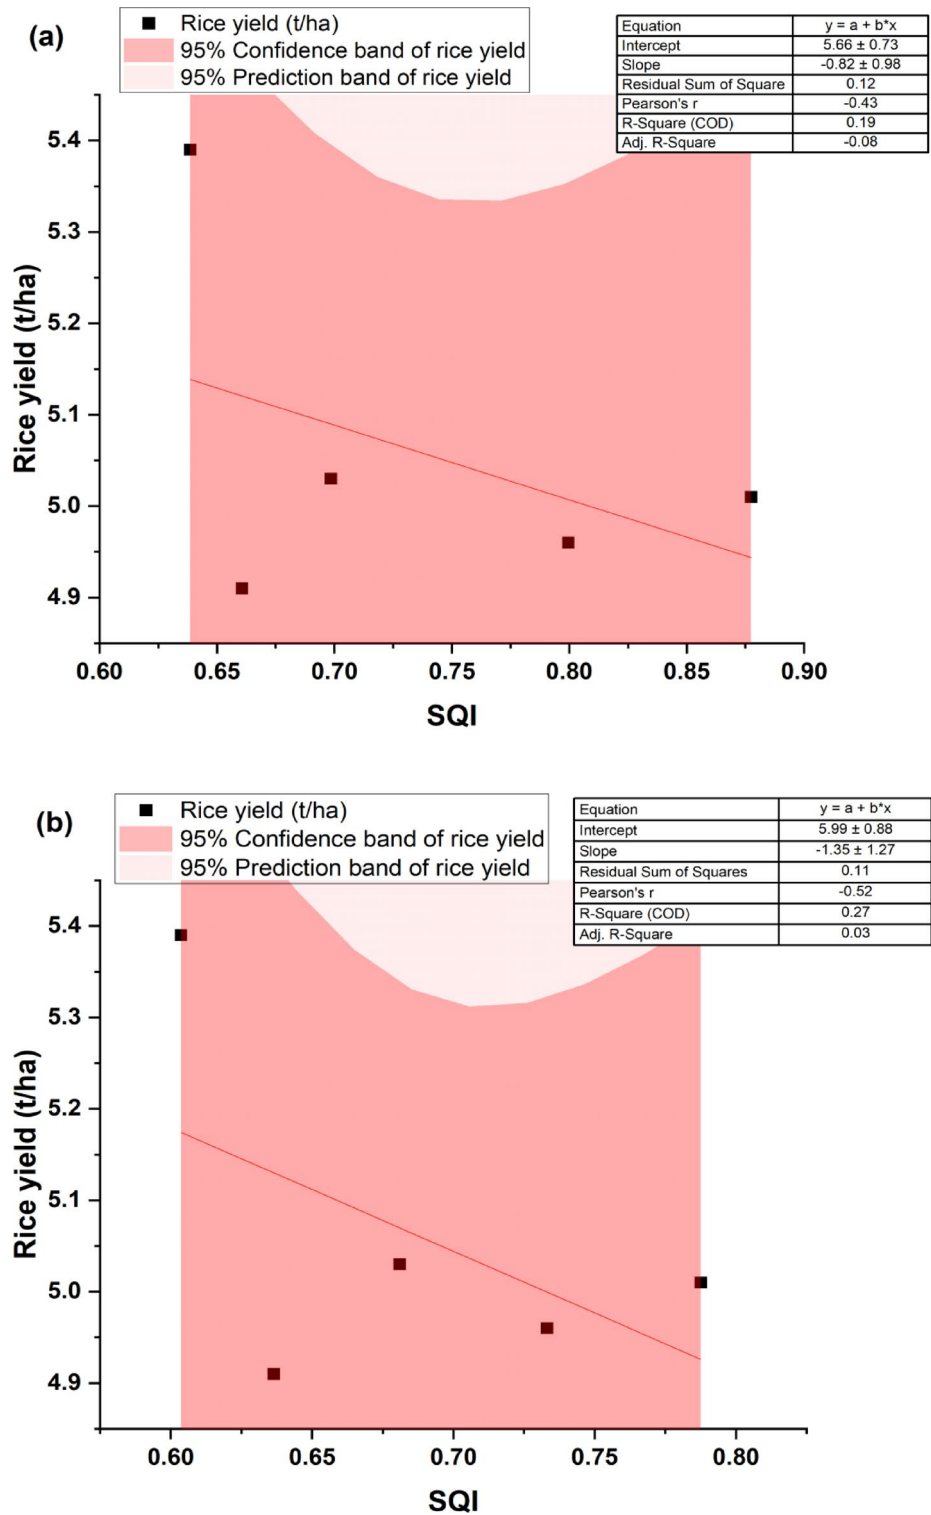 (a)
Rice yield (t/ha)
95% Confidence band of rice yield
95% Prediction band of rice yield
Equation y = a + b*x
Intercept 5.66 ± 0.73
Slope -0.82 ± 0.98
Residual Sum of Square 0.12
Pearson's r -0.43
R-Square (COD) 0.19
Adj. R-Square -0.08
Rice yield (t/ha)
5.4
5.3
5.2
5.1
5.0
4.9
0.60 0.65 0.70 0.75 0.80 0.85 0.90
SQI
(b)
Rice yield (t/ha)
95% Confidence band of rice yield
95% Prediction band of rice yield
Equation y = a + b*x
Intercept 5.99 ± 0.88
Slope -1.35 ± 1.27
Residual Sum of Squares 0.11
Pearson's r -0.52
R-Square (COD) 0.27
Adj. R-Square 0.03
Rice yield (t/ha)
5.4
5.3
5.2
5.1
5.0
4.9
0.60 0.65 0.70 0.75 0.80
SQI